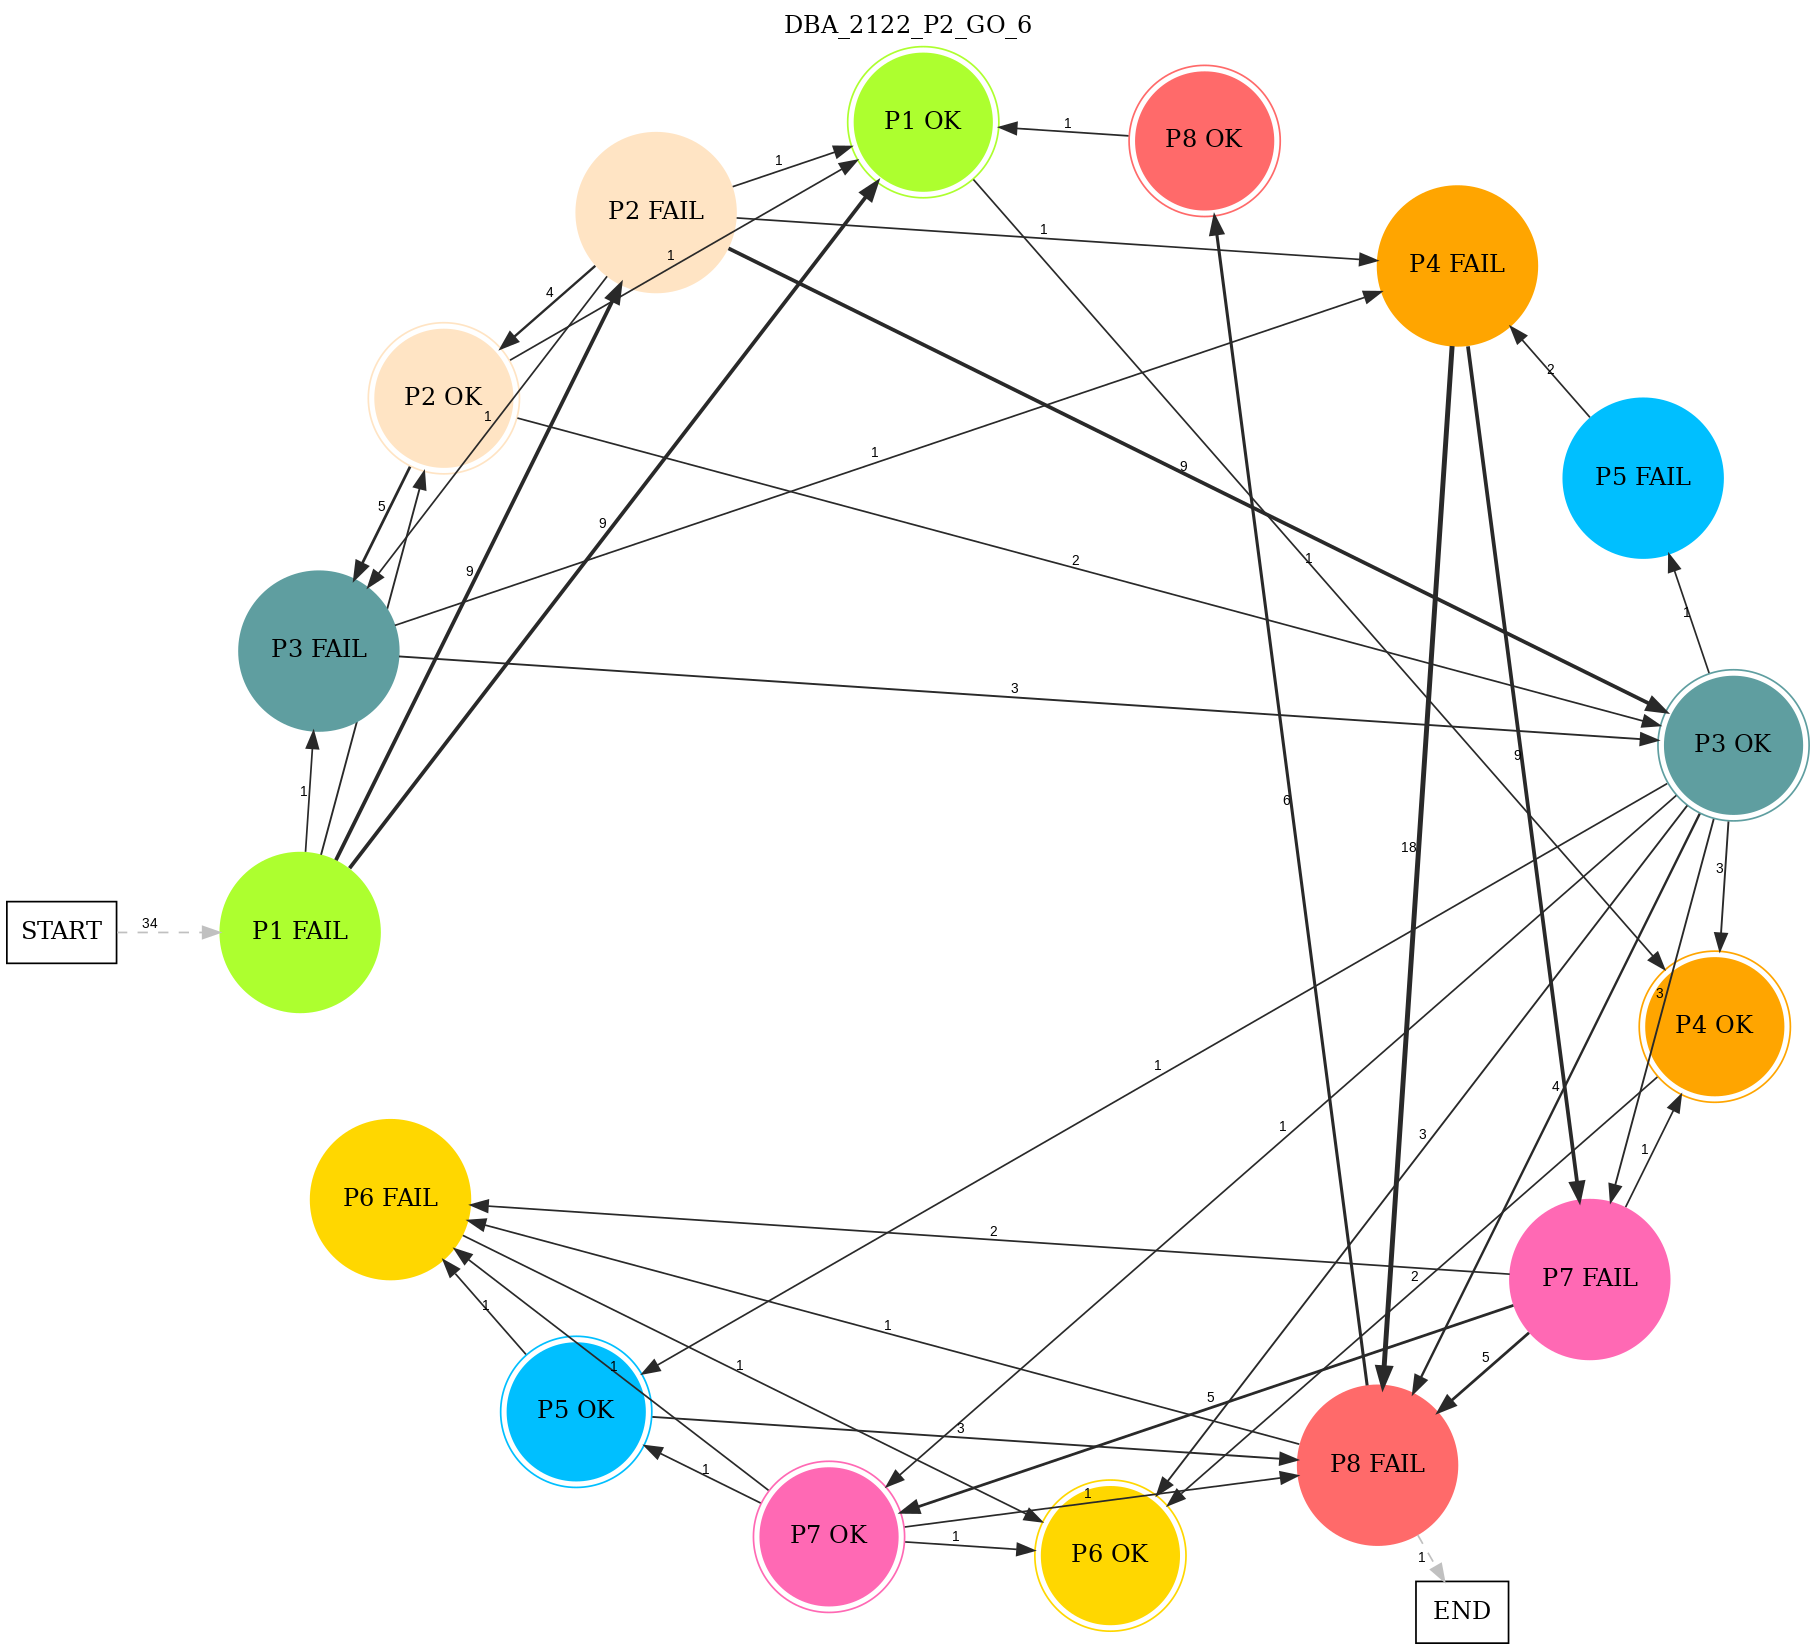 DBA_2122_P2_GO_6
P1 OK
P8 OK
1
P2 FAIL
1
1
1
P4 FAIL
4
2
P2 OK
1
1
9
P5 FAIL
5
9
9
2
1
1
P3 FAIL
3
P3 OK
1
9
6
18
3
START
34
P1 FAIL
3
P4 OK
1
4
1
3
1
P6 FAIL
2
2
P7 FAIL
1
1
1
1
5
5
P5 OK
3
1
1
P8 FAIL
P7 OK
1
P6 OK
1
END